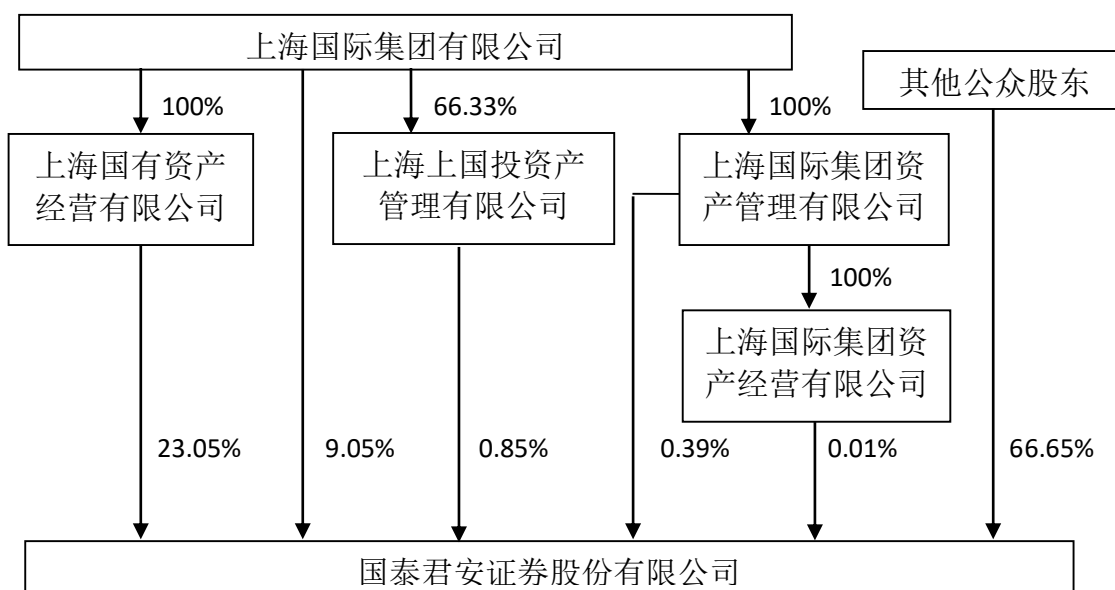 上海国际集团有限公司
其他公众股东
100%
66.33%
100%
上海国有资产
经营有限公司
上海上国投资产
管理有限公司
上海国际集团资
产管理有限公司
100%
上海国际集团资
产经营有限公司
23.05%
9.05%
0.85%
0.39%
0.01%
66.65%
国泰君安证券股份有限公司